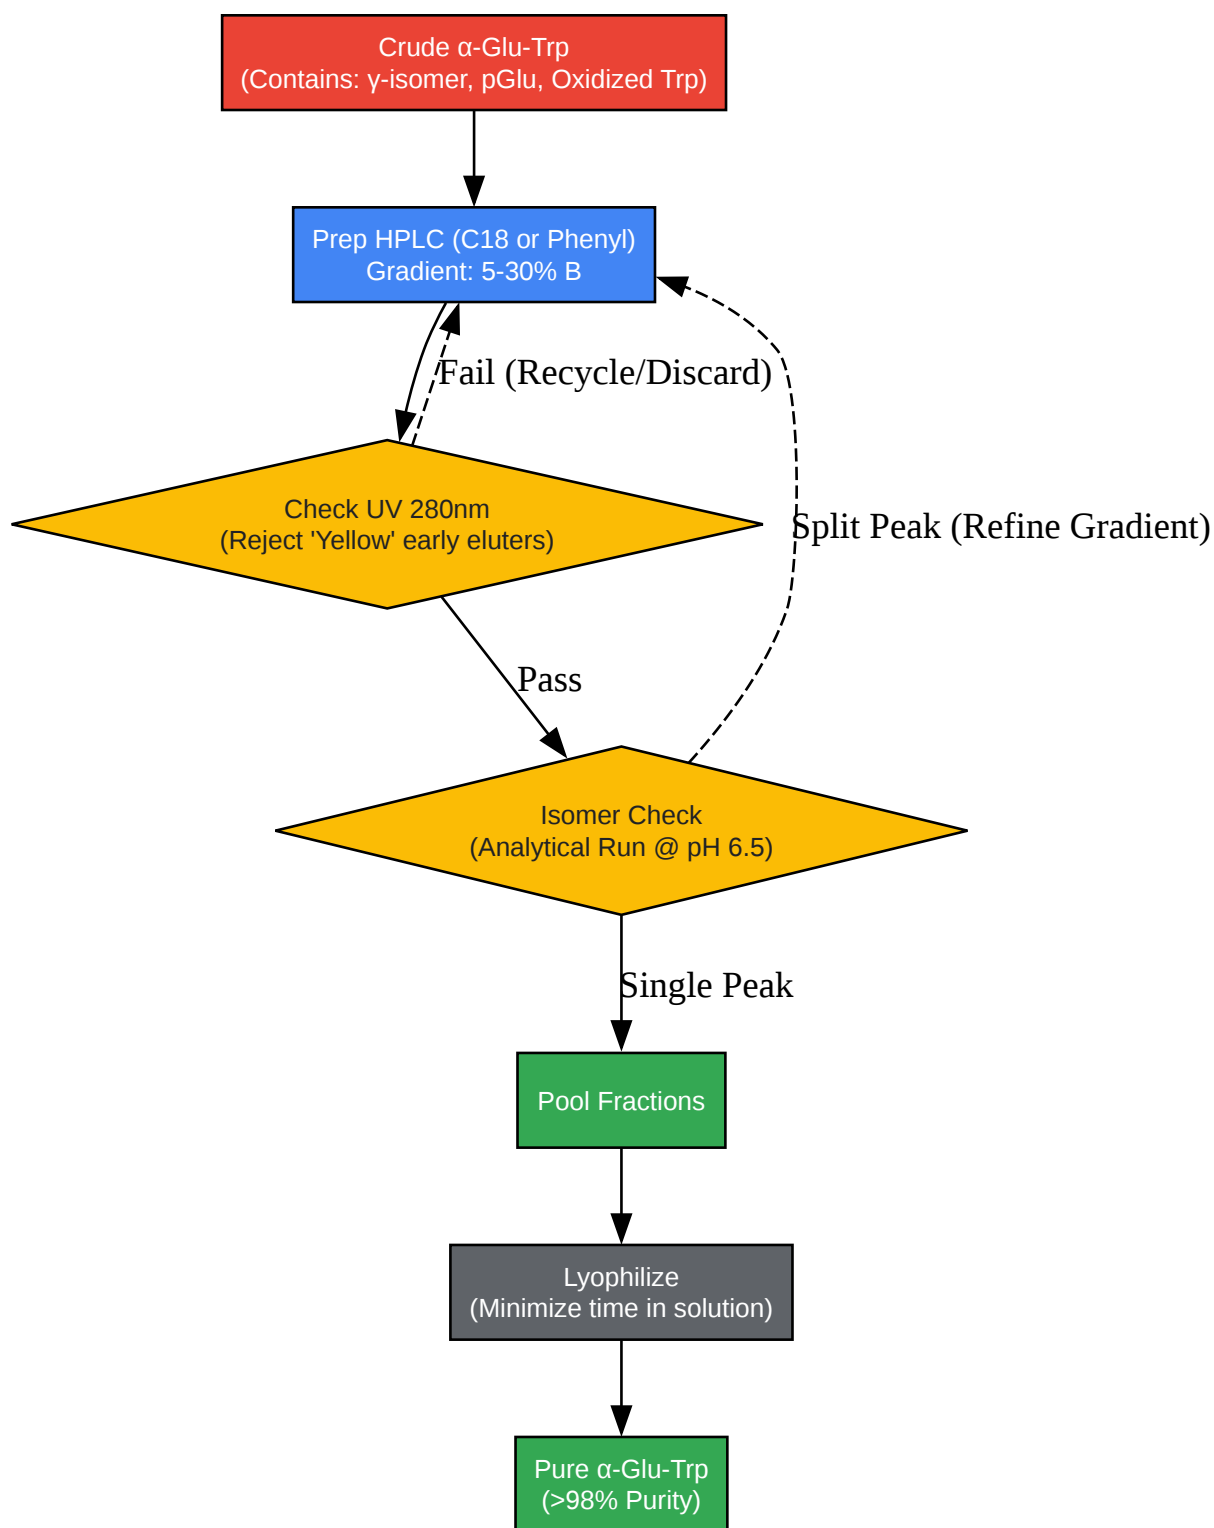 Crude α-Glu-Trp
(Contains: γ-isomer, pGlu, Oxidized Trp)
Prep HPLC (C18 or Phenyl)
Gradient: 5-30% B
Fail (Recycle/Discard)
Check UV 280nm
(Reject 'Yellow' early eluters)
Split Peak (Refine Gradient)
Pass
Isomer Check
(Analytical Run @ pH 6.5)
Single Peak
Pool Fractions
Lyophilize
(Minimize time in solution)
Pure α-Glu-Trp
(>98% Purity)